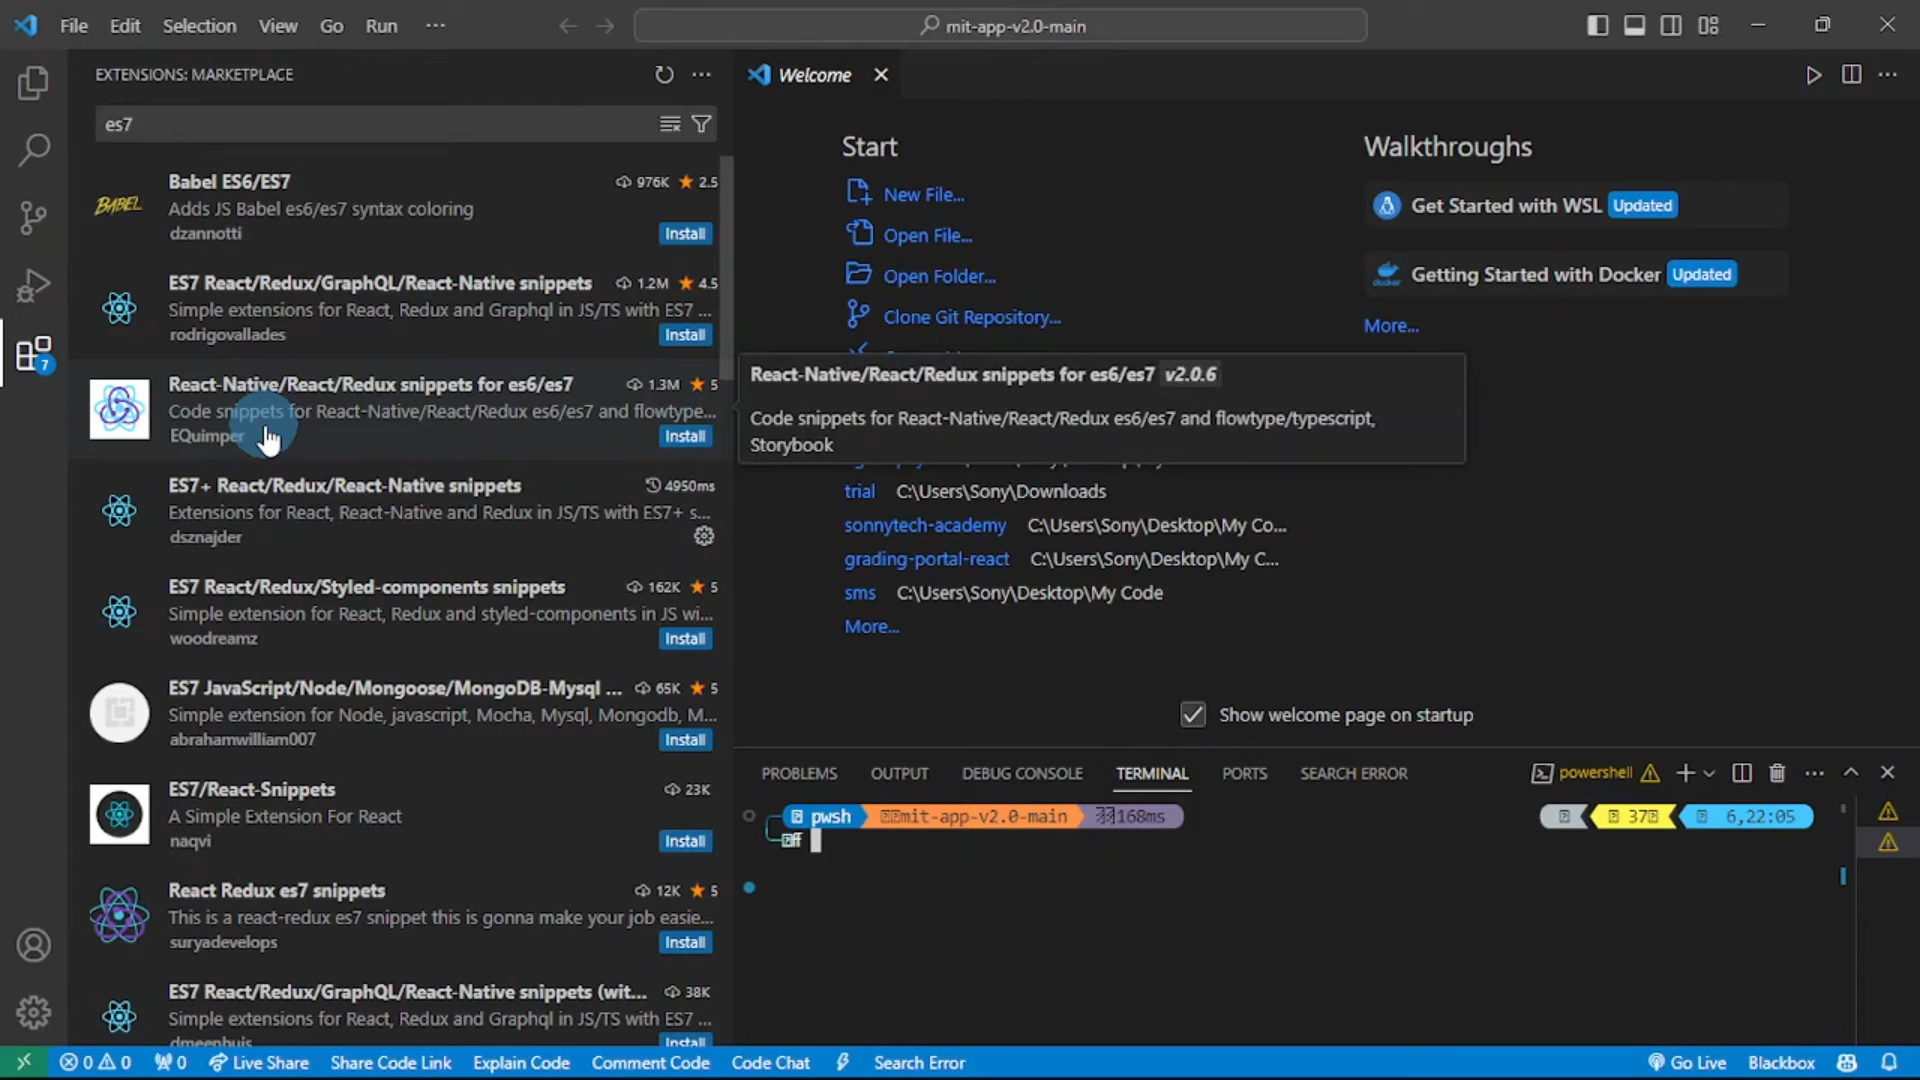 File Edit Selection View Go Run ··· mit-app-v2.0-main
EXTENSIONS: MARKETPLACE
es7
BABEL
Babel ES6/ES7 976K 2.5
Adds JS Babel es6/es7 syntax coloring
dzannotti Install
ES7 React/Redux/GraphQL/React-Native snippets 1.2M 4.5
Simple extensions for React, Redux and Graphql in JS/TS with ES7 ...
rodrigovallades Install
React-Native/React/Redux snippets for es6/es7 1.3M 5
Code snippets for React-Native/React/Redux es6/es7 and flowtype...
EQuimper Install
ES7+ React/Redux/React-Native snippets 4950ms
Extensions for React, React-Native and Redux in JS/TS with ES7+ s...
dsznajder
ES7 React/Redux/Styled-components snippets 162K 5
Simple extension for React, Redux and styled-components in JS wi...
woodreamz Install
ES7 JavaScript/Node/Mongoose/MongoDB-Mysql ... 65K 5
Simple extension for Node, javascript, Mocha, Mysql, Mongodb, M...
abrahamwilliam007 Install
ES7/React-Snippets 23K
A Simple Extension For React
naqvi Install
React Redux es7 snippets 12K 5
This is a react-redux es7 snippet this is gonna make your job easie...
suryadevelops Install
ES7 React/Redux/GraphQL/React-Native snippets (wit... 38K
Simple extensions for React, Redux and Graphql in JS/TS with ES7 ...
dmeenhuis Install
7
Welcome
Start
New File...
Open File...
Open Folder...
Clone Git Repository...
Walkthroughs
Get Started with WSL Updated
docker
Getting Started with Docker Updated
More...
React-Native/React/Redux snippets for es6/es7 v2.0.6
Code snippets for React-Native/React/Redux es6/es7 and flowtype/typescript,
Storybook
trial C:\Users\Sony\Downloads
sonnytech-academy C:\Users\Sony\Desktop\My Co...
grading-portal-react C:\Users\Sony\Desktop\My C...
sms C:\Users\Sony\Desktop\My Code
More...
Show welcome page on startup
PROBLEMS OUTPUT DEBUG CONSOLE TERMINAL PORTS SEARCH ERROR powershell
pwsh mit-app-v2.0-main 168ms 37 6,22:05
0 0 0 Live Share Share Code Link Explain Code Comment Code Code Chat Search Error Go Live Blackbox